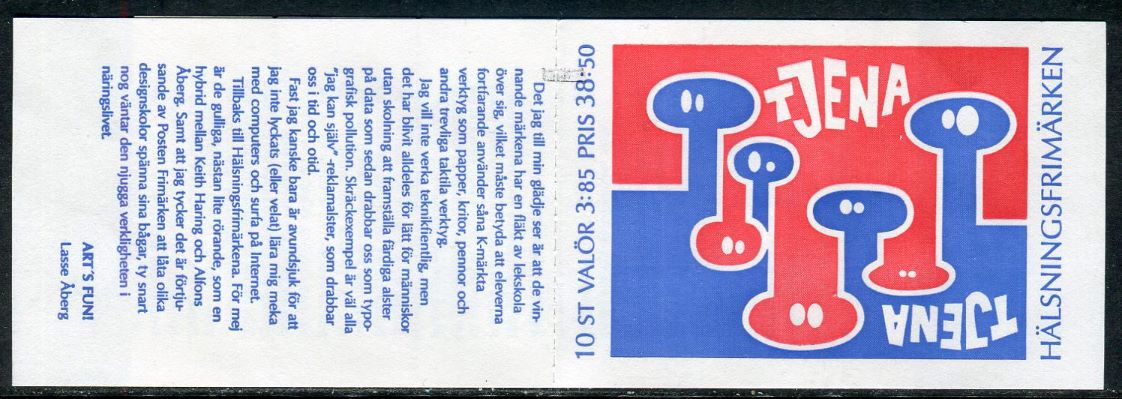 Det jag till min glädje ser är att de vin-
nande märkena har en fläkt av lekskola
över sig, vilket måste betyda att eleverna
fortfarande använder såna K-märkta
verktyg som papper, kritor, pennor och
andra trevliga taktila verktyg.
Jag vill inte verka teknikfientlig, men
det har blivit alldeles för lätt för människor
utan skolning att framställa färdiga alster
på data som sedan drabbar oss som typo-
grafisk pollution. Skräckexempel är väl alla
"jag kan själv"-reklamalster, som drabbar
oss i tid och otid.
Fast jag kanske bara är avundsjuk för att
jag inte lyckats (eller velat) lära mig meka
med computers och surfa på Internet.
Tillbaks till Hälsningsfrimärkena. För mej
är de gulliga, nästan lite rörande, som en
hybrid mellan Keith Haring och Alfons
Åberg. Samt att jag tycker det är förtju-
sande av Posten Frimärken att låta olika
designskolor spänna sina bågar, ty snart
nog väntar den njugga verkligheten i
näringslivet.
ART'S FUN!
Lasse Åberg
10 ST VALÖR 3:85 PRIS 38:50
TJENA
TJENA
HÄLSNINGSFRIMÄRKEN